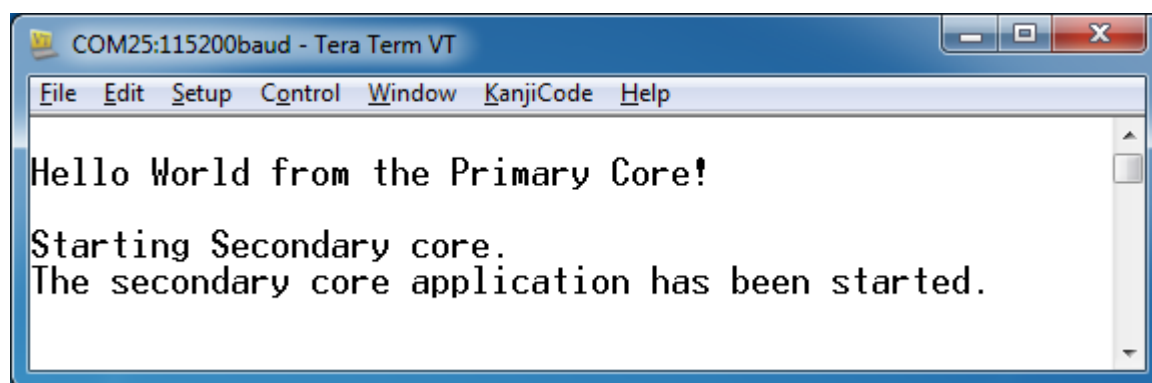 COM25:115200baud - Tera Term VT
File Edit Setup Control Window KanjiCode Help
Hello World from the Primary Core!
Starting Secondary core.
The secondary core application has been started.